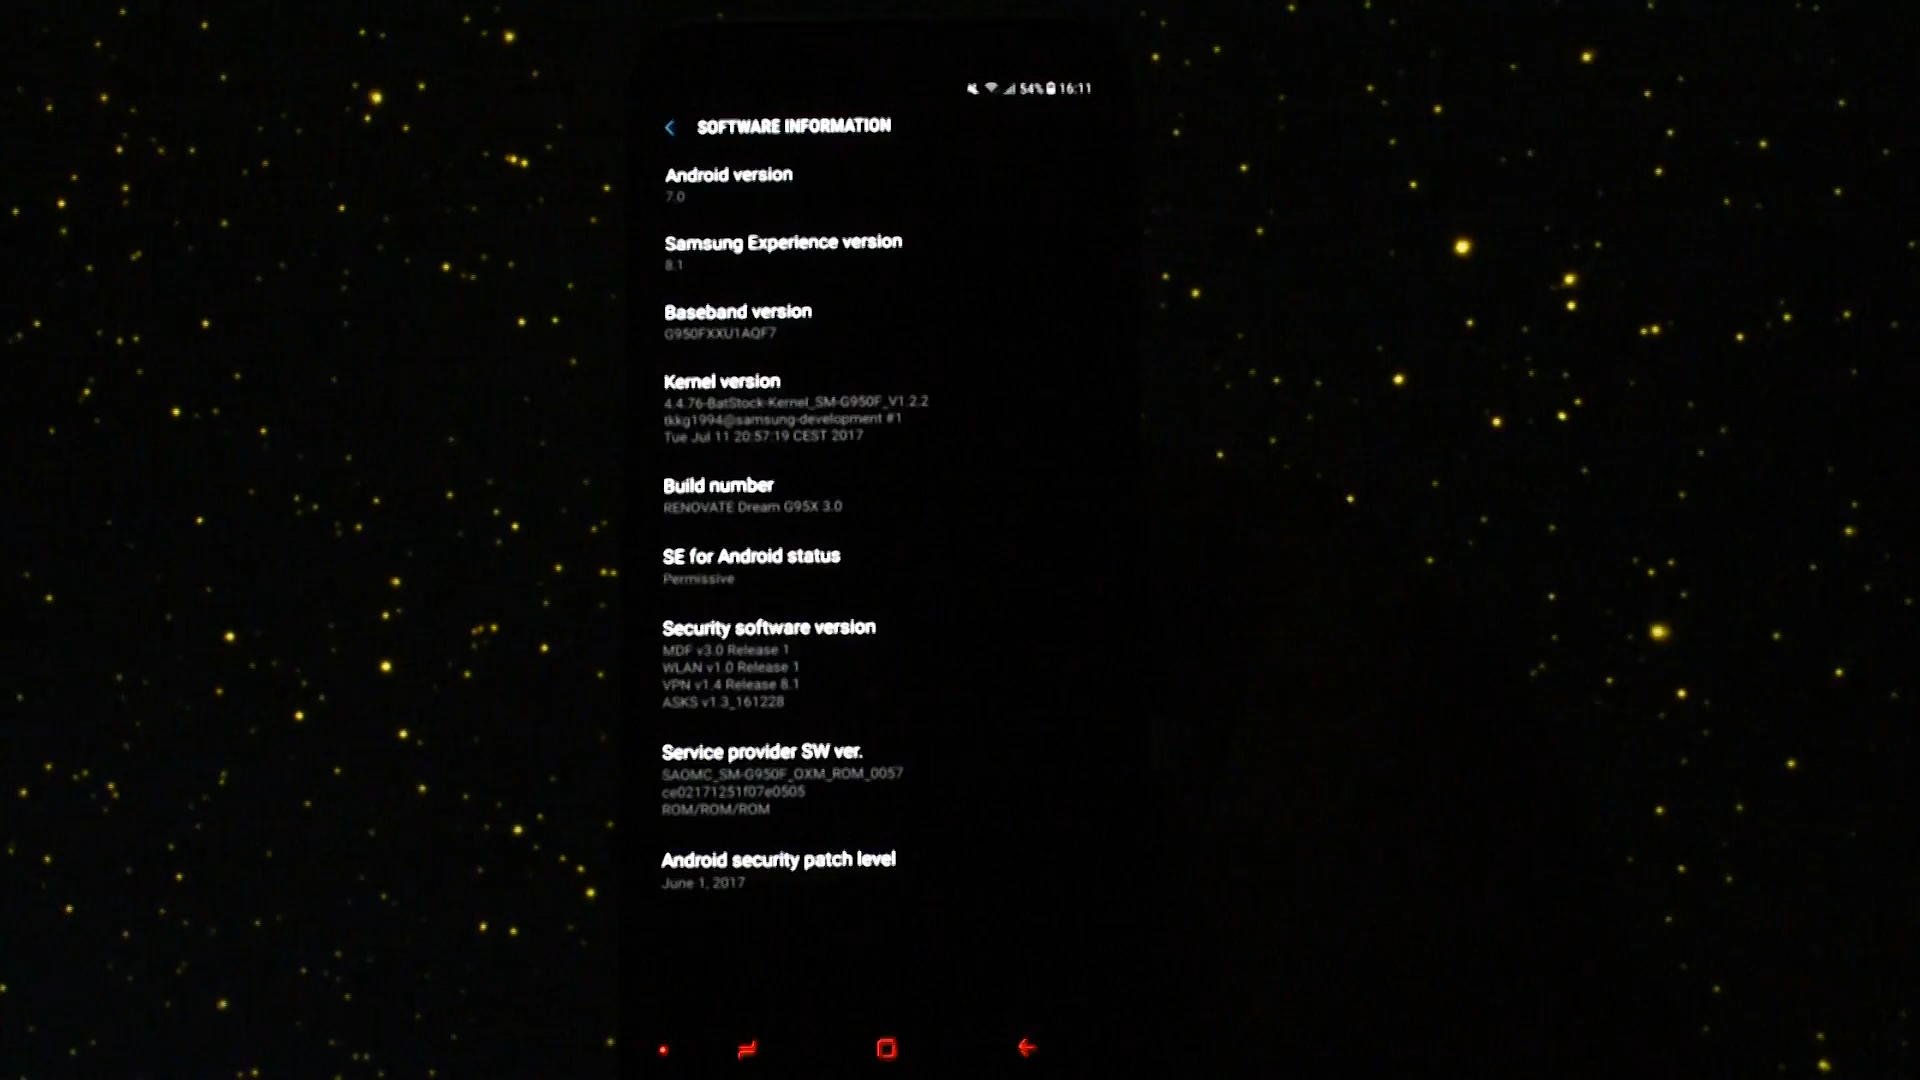 54% 16:11
SOFTWARE INFORMATION
Android version
7.0
Samsung Experience version
8.1
Baseband version
G950FXXU1AQF7
Kernel version
4.4.76-BatStock-Kernel_SM-G950F_V1.2.2
tkkg1994@samsung-development #1
Tue Jul 11 20:57:19 CEST 2017
Build number
RENOVATE Dream G95X 3.0
SE for Android status
Permissive
Security software version
MDF v3.0 Release 1
WLAN v1.0 Release 1
VPN v1.4 Release 8.1
ASKS v1.3_161228
Service provider SW ver.
SAOMC_SM-G950F_OXM_ROM_0057
ce02171251f07e0505
ROM/ROM/ROM
Android security patch level
June 1, 2017